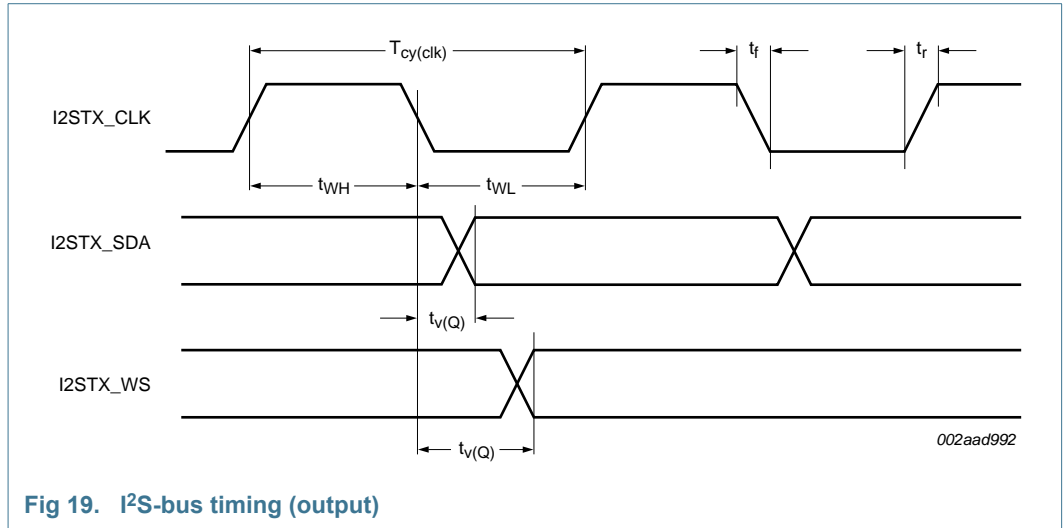 Tcy(clk)
tf
tr
I2STX_CLK
tWH
tWL
I2STX_SDA
tv(Q)
I2STX_WS
tv(Q)
002aad992
Fig 19. I²S-bus timing (output)